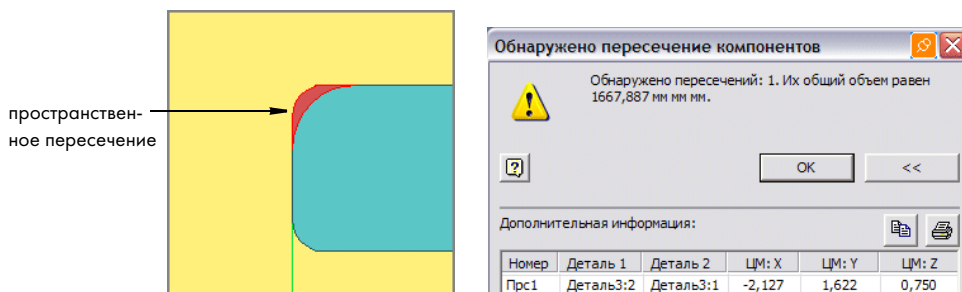 пространствен-
ное пересечение
Обнаружено пересечение компонентов
Обнаружено пересечений: 1. Их общий объем равен
1667,887 мм мм мм.
OK
<<
Дополнительная информация:
Номер Деталь 1 Деталь 2 ЦМ: X ЦМ: Y ЦМ: Z
Прс1 Деталь3:2 Деталь3:1 -2,127 1,622 0,750